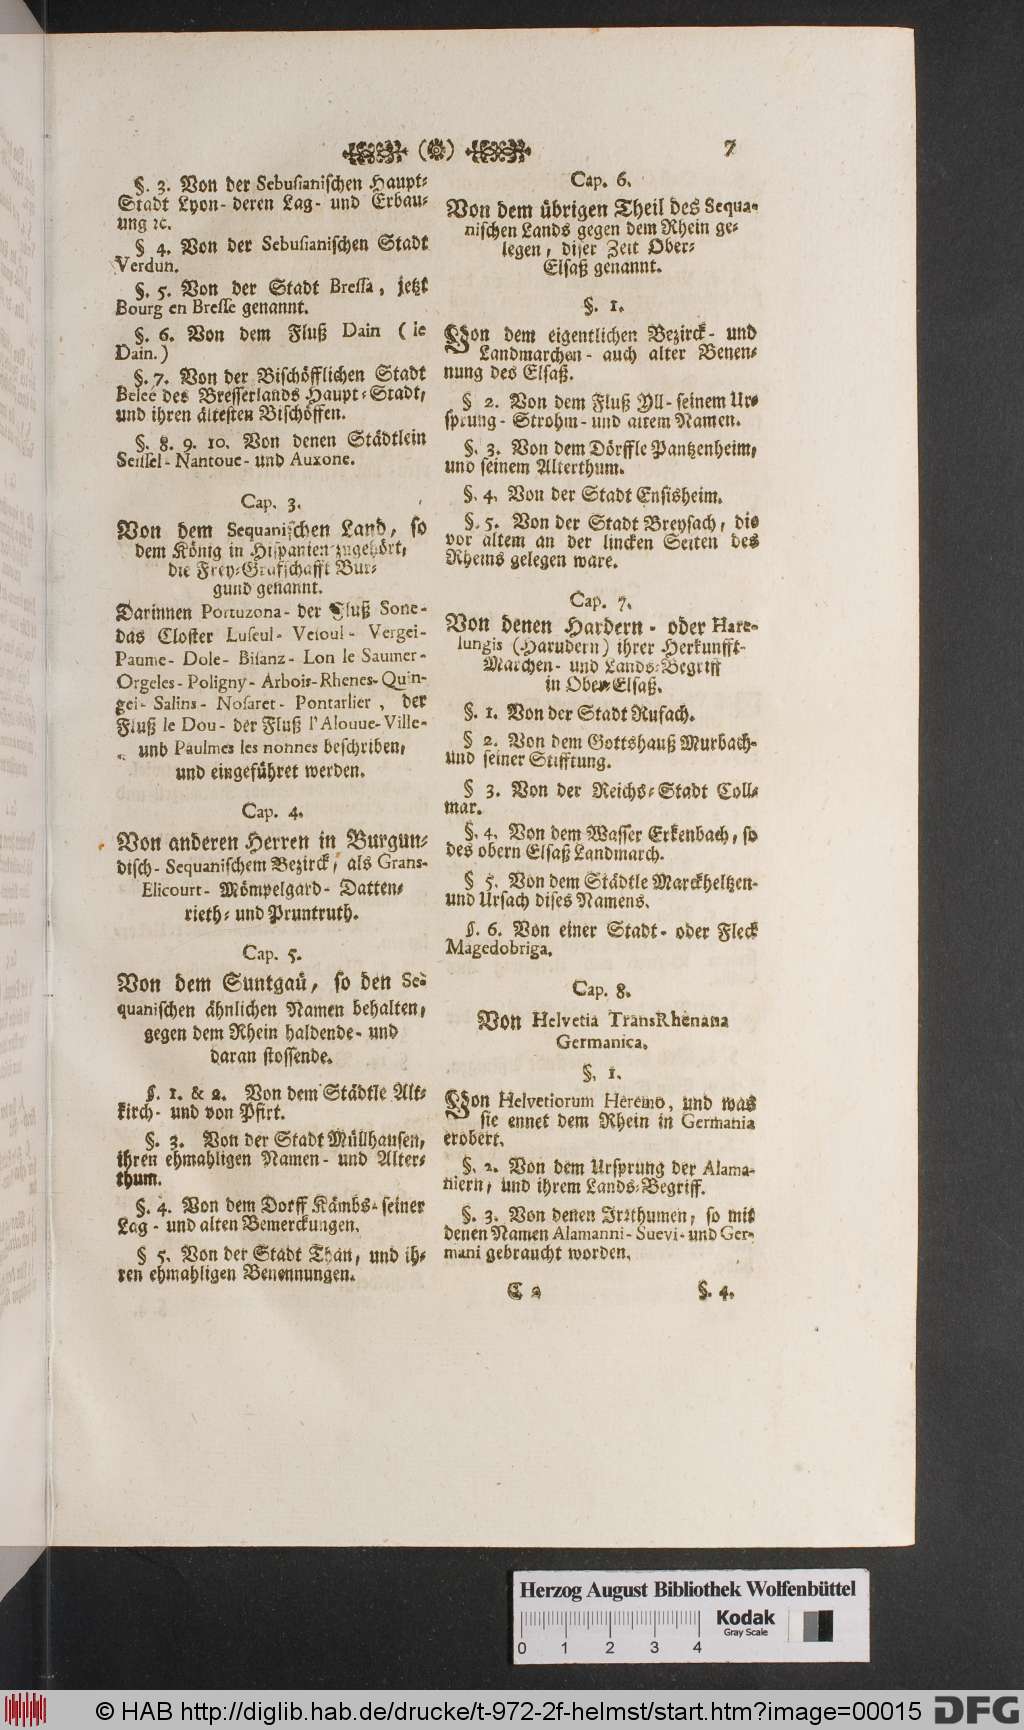 (*) 7
§. 3. Von der Sebusianischen Haupt-
Stadt Lyon- deren Lag- und Erbau-
ung ꝛc.
§ 4. Von der Sebusianischen Stadt
Verdun.
§. 5. Von der Stadt Bressa, jetzt
Bourg en Bresse genannt.
§. 6. Von dem Fluß Dain ( le
Dain.)
§. 7. Von der Bischöfflichen Stadt
Belee des Bresserlands Haupt-Stadt,
und ihren ältesten Bischöffen.
§. 8. 9. 10. Von denen Städtlein
Seissel- Nantoue- und Auxone.
Cap. 3.
Von dem Sequanischen Land, so
dem König in Hispanien zugehört,
die Frey-Grafschafft Bur-
gund genannt.
Darinnen Portuzona- der Fluß Sone-
das Closter Luseul- Vesoul- Vergei-
Paume- Dole- Bisanz- Lon le Saumer-
Orgeles- Poligny- Arbois- Rhenes- Quin-
gei- Salins- Nosaret- Pontarlier, der
Fluß le Dou- der Fluß l'Alouue- Ville-
und Paulmes les nonnes beschriben,
und eingeführet werden.
Cap. 4.
Von anderen Herren in Burgun-
disch- Sequanischem Bezirck, als Grans-
Elicourt- Mömpelgard- Datten-
rieth- und Pruntruth.
Cap. 5.
Von dem Suntgaü, so den Se-
quanischen ähnlichen Namen behalten,
gegen dem Rhein haldende- und
daran stossende.
§. 1. & 2. Von dem Städtle Alt-
kirch- und von Pfirt.
§. 3. Von der Stadt Müllhausen,
ihren ehmahligen Namen- und Alter-
thum.
§. 4. Von dem Dorff Kämbs- seiner
Lag- und alten Bemerckungen.
§ 5. Von der Stadt Than, und ih-
ren ehmahligen Benennungen.
Cap. 6.
Von dem übrigen Theil des Sequa-
nischen Lands gegen dem Rhein ge-
legen, diser Zeit Ober-
Elsaß genannt.
§. 1.
Von dem eigentlichen Bezirck- und
Landmarchen- auch alter Benen-
nung des Elsaß.
§ 2. Von dem Fluß Yll- seinem Ur-
sprung- Strohm- und altem Namen.
§. 3. Von dem Dörffle Pantzenheim,
und seinem Alterthum.
§. 4. Von der Stadt Ensisheim.
§. 5. Von der Stadt Breysach, die
vor altem an der lincken Seiten des
Rheins gelegen ware.
Cap. 7.
Von denen Hardern- oder Hare-
lungis (Harudern) ihrer Herkunfft-
Marchen- und Lands-Begriff
in Ober-Elsaß.
§. 1. Von der Stadt Rufach.
§ 2. Von dem Gottshauß Murbach-
und seiner Stifftung.
§ 3. Von der Reichs-Stadt Coll-
mar.
§. 4. Von dem Wasser Erkenbach, so
des obern Elsaß Landmarch.
§ 5. Von dem Städtle Marckheltzen-
und Ursach dises Namens.
§. 6. Von einer Stadt- oder Fleck
Magedobriga.
Cap. 8.
Von Helvetia TransRhenana
Germanica.
§. 1.
Von Helvetiorum Heremo, und was
sie ennet dem Rhein in Germania
erobert.
§. 2. Von dem Ursprung der Alama-
niern, und ihrem Lands-Begriff.
§. 3. Von denen Irrthumen, so mit
denen Namen Alamanni- Suevi- und Ger-
mani gebraucht worden.
C 2 §. 4.
Herzog August Bibliothek Wolfenbüttel
Kodak
Gray Scale
0 1 2 3 4
© HAB http://diglib.hab.de/drucke/t-972-2f-helmst/start.htm?image=00015 DFG